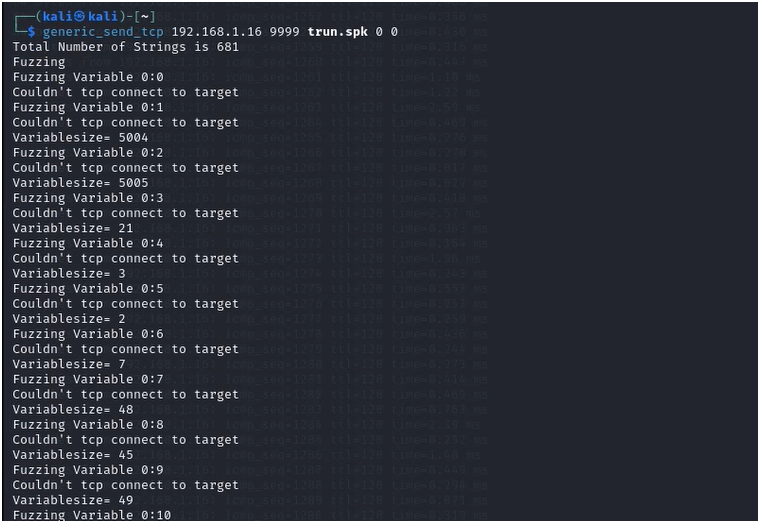 ┌──(kali㉿kali)-[~]
└─$ generic_send_tcp 192.168.1.16 9999 trun.spk 0 0
Total Number of Strings is 681
Fuzzing
Fuzzing Variable 0:0
Couldn't tcp connect to target
Fuzzing Variable 0:1
Couldn't tcp connect to target
Variablesize= 5004
Fuzzing Variable 0:2
Couldn't tcp connect to target
Variablesize= 5005
Fuzzing Variable 0:3
Couldn't tcp connect to target
Variablesize= 21
Fuzzing Variable 0:4
Couldn't tcp connect to target
Variablesize= 3
Fuzzing Variable 0:5
Couldn't tcp connect to target
Variablesize= 2
Fuzzing Variable 0:6
Couldn't tcp connect to target
Variablesize= 7
Fuzzing Variable 0:7
Couldn't tcp connect to target
Variablesize= 48
Fuzzing Variable 0:8
Couldn't tcp connect to target
Variablesize= 45
Fuzzing Variable 0:9
Couldn't tcp connect to target
Variablesize= 49
Fuzzing Variable 0:10